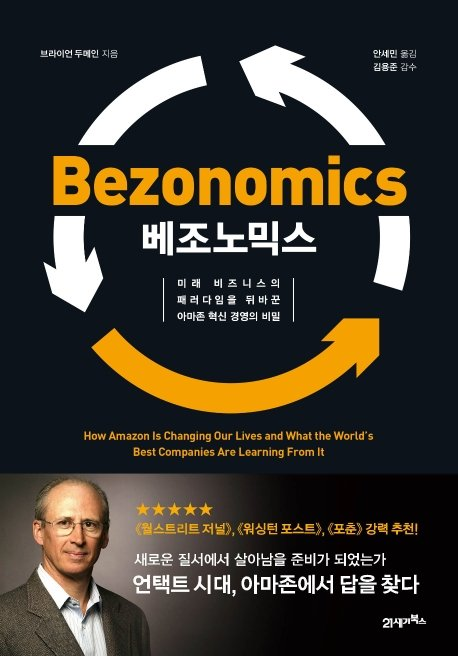 브라이언 두메인 지음
안세민 옮김
김용준 감수
Bezonomics
베조노믹스
미래 비즈니스의
패러다임을 뒤바꾼
아마존 혁신 경영의 비밀
How Amazon Is Changing Our Lives and What the World's
Best Companies Are Learning From It
★★★★★
《월스트리트 저널》, 《워싱턴 포스트》, 《포춘》 강력 추천!
새로운 질서에서 살아남을 준비가 되었는가
언택트 시대, 아마존에서 답을 찾다
21세기북스